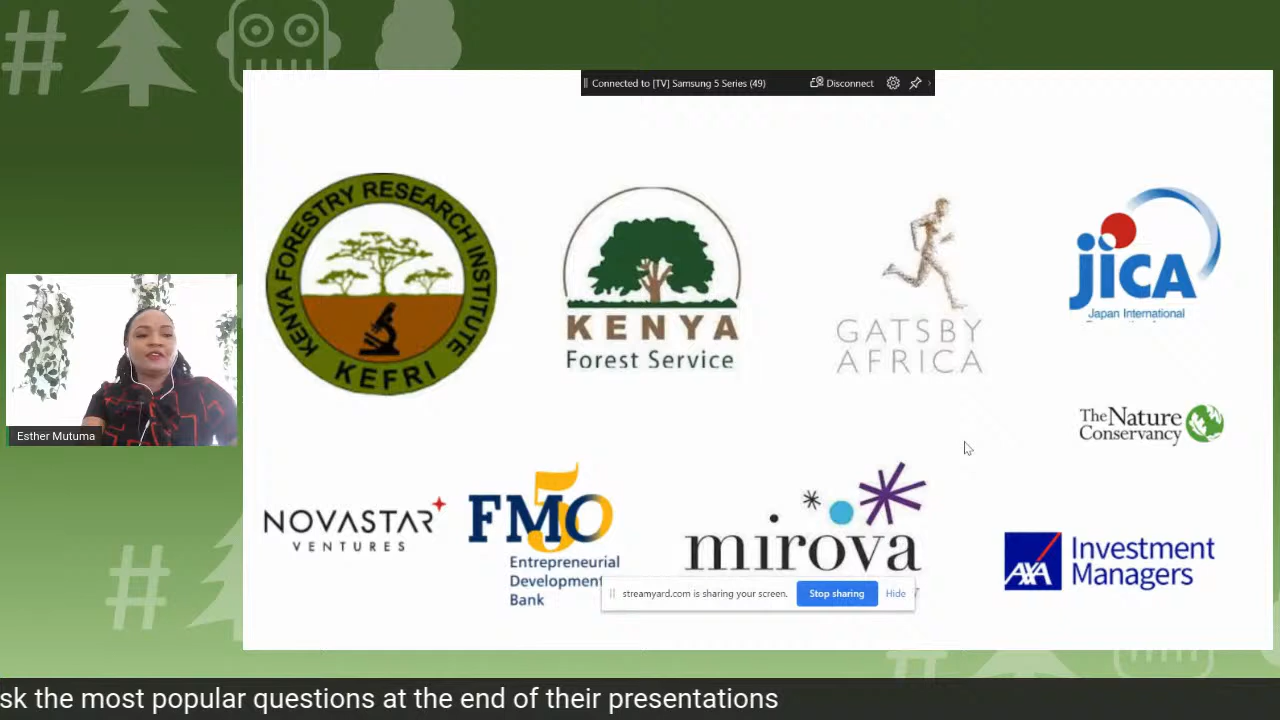 Connected to [TV] Samsung 5 Series (49)
Disconnect
KENYA FORESTRY RESEARCH INSTITUTE
KEFRI
KENYA
Forest Service
GATSBY
AFRICA
jICA
Japan International
The Nature
Conservancy
NOVASTAR
VENTURES
FMO
5
Entrepreneurial
Development
Bank
mirova
AXA
Investment
Managers
streamyard.com is sharing your screen.
Stop sharing
Hide
Esther Mutuma
#
#
#
sk the most popular questions at the end of their presentations